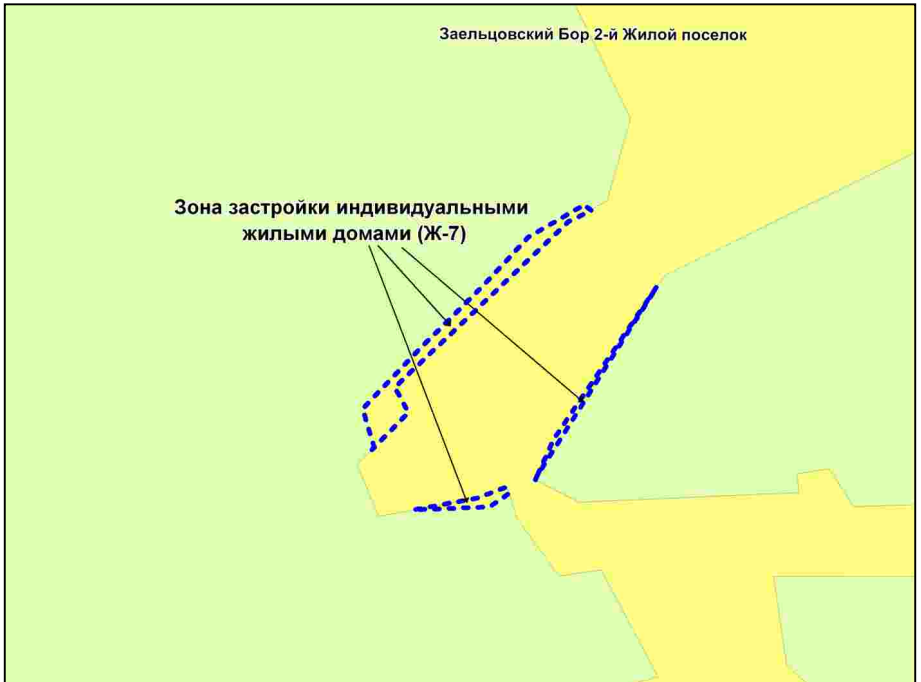 Заельцовский Бор 2-й Жилой поселок
Зона застройки индивидуальными
жилыми домами (Ж-7)